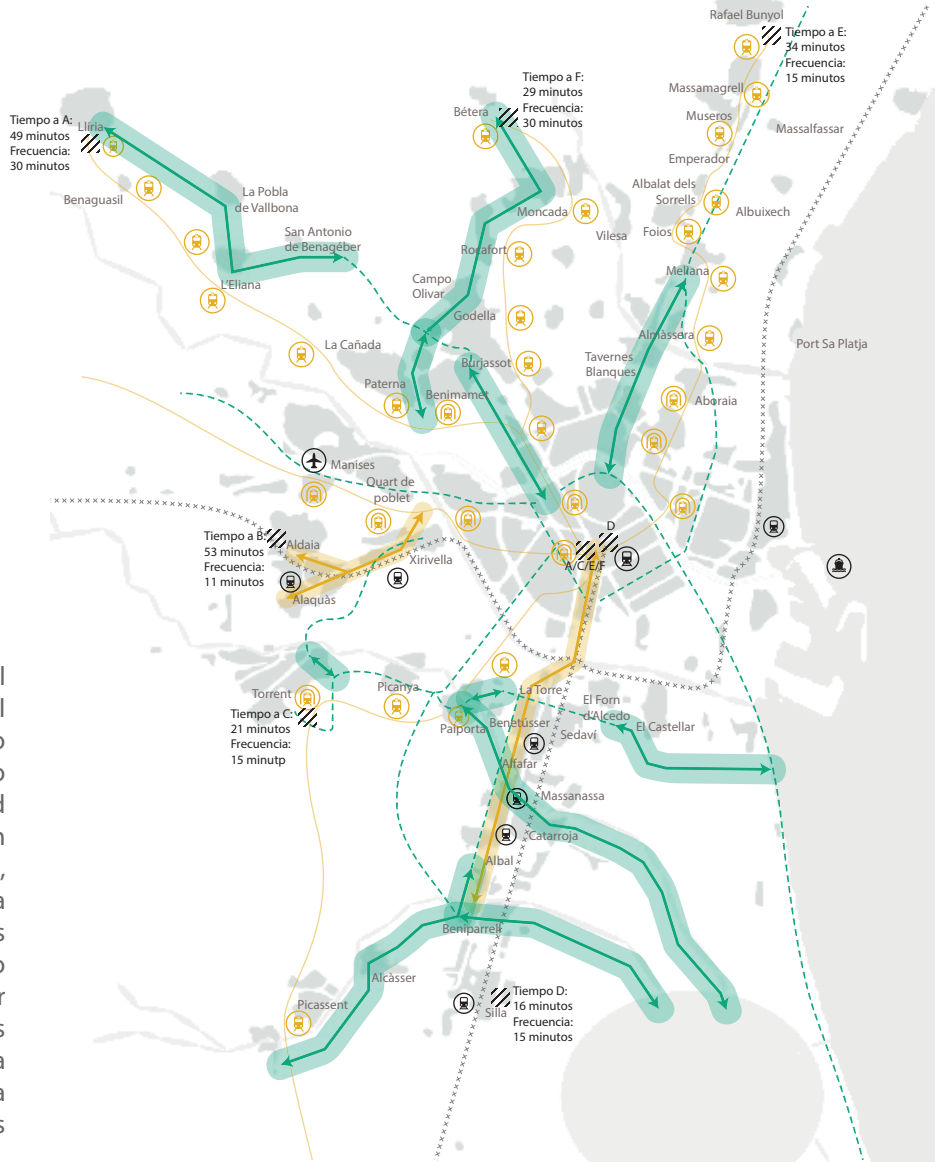 Rafael Bunyol
Tiempo a E:
34 minutos
Frecuencia:
15 minutos
Tiempo a F:
29 minutos
Frecuencia:
30 minutos
Massamagrell
Bétera
Museros
Massalfassar
Tiempo a A:
49 minutos
Frecuencia:
30 minutos
Llíria
Emperador
Albalat dels
Sorrells
Benaguasil
La Pobla
de Vallbona
Moncada
Albuixech
San Antonio
de Benagéber
Vilesa
Foios
Rocafort
Meliana
L'Eliana
Campo
Olivar
Godella
Almàssera
La Cañada
Port Sa Platja
Burjassot
Tavernes
Blanques
Paterna
Benimamet
Aboraia
Manises
Quart de
poblet
D
Tiempo a B:
53 minutos
Frecuencia:
11 minutos
Aldaia
Xirivella
A/C/E/F
Alaquàs
l
l
o
o
d
n
,
a
s
o
r
s
a
a
s
Torrent
Picanya
La Torre
El Forn
d'Alcedo
Tiempo a C:
21 minutos
Frecuencia:
15 minutp
Paiporta
Benetússer
Sedaví
El Castellar
Alfafar
Massanassa
Catarroja
Albal
Beniparrell
Alcàsser
Picassent
Silla
Tiempo D:
16 minutos
Frecuencia:
15 minutos